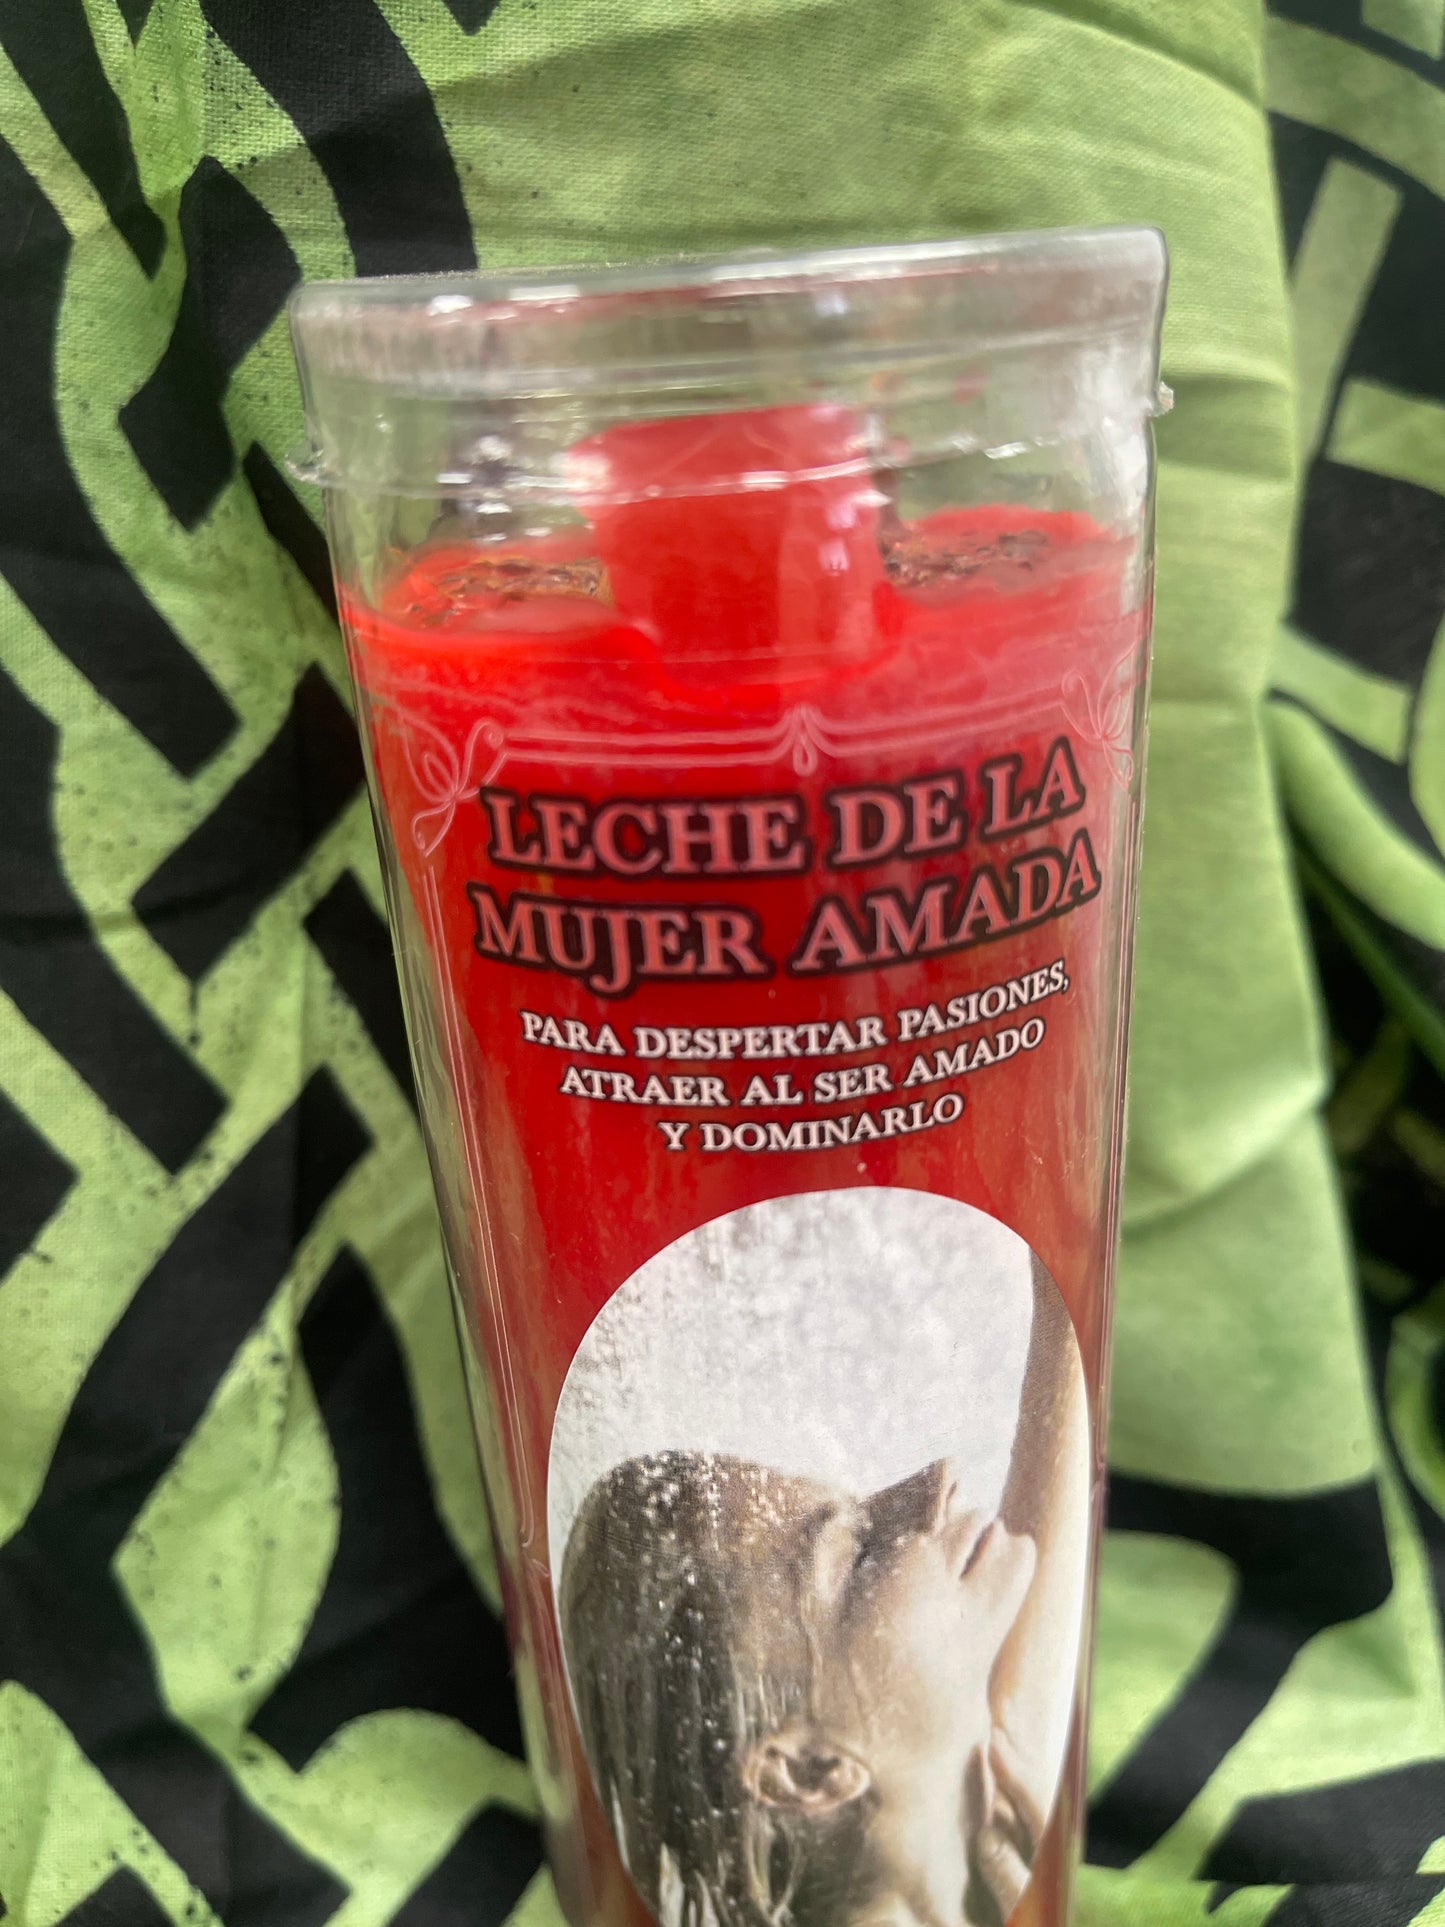 LECHE DE LA
MUJER AMADA
PARA DESPERTAR PASIONES,
ATRAER AL SER AMADO
Y DOMINARLO